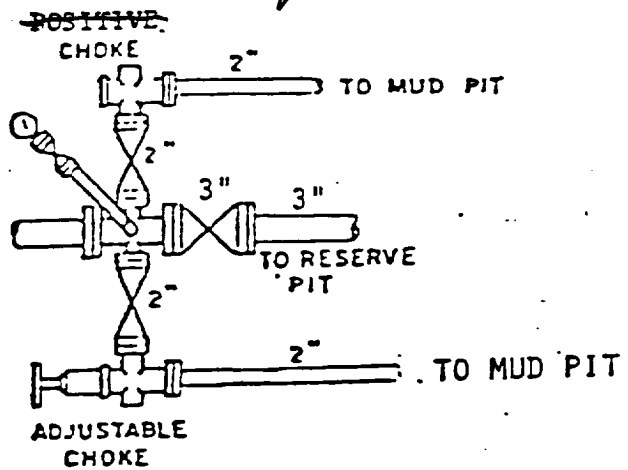 POSITIVE
CHOKE
2"
TO MUD PIT
2"
3"
3"
TO RESERVE
PIT
2"
2"
TO MUD PIT
ADJUSTABLE
CHOKE